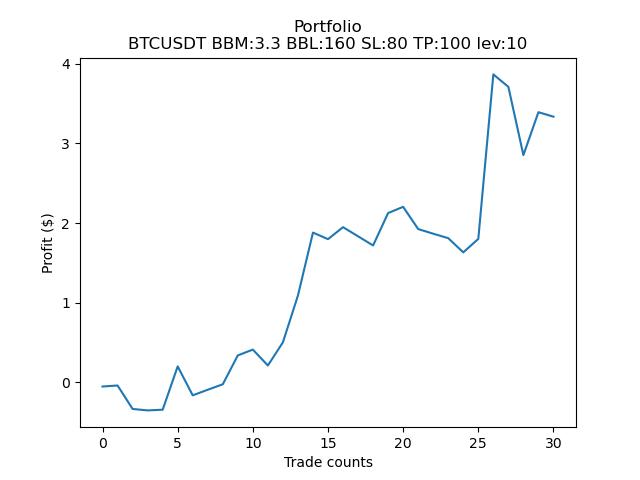 Portfolio
BTCUSDT BBM:3.3 BBL:160 SL:80 TP:100 lev:10
4
3
2
1
0
Profit ($)
0 5 10 15 20 25 30
Trade counts